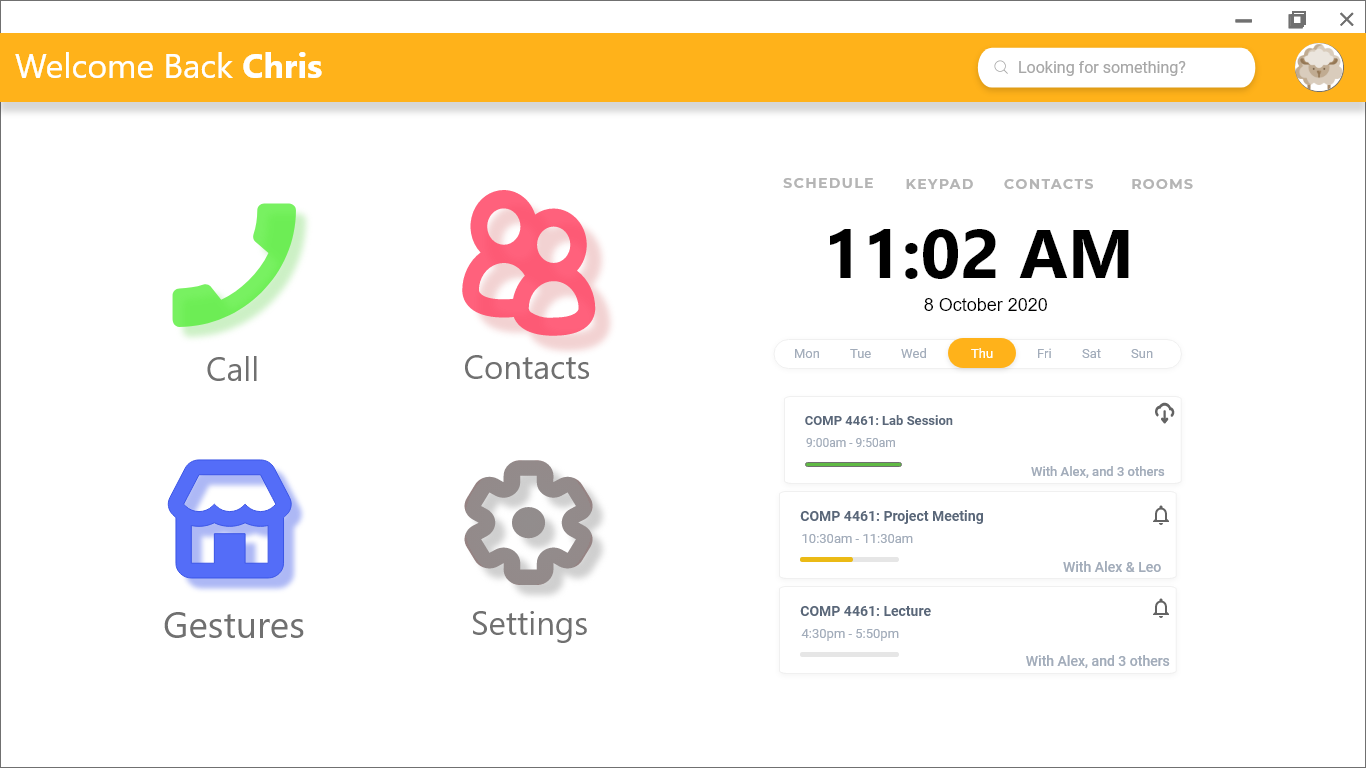 Welcome Back Chris
Looking for something?
Call
Contacts
Gestures
Settings
SCHEDULE KEYPAD CONTACTS ROOMS
11:02 AM
8 October 2020
Mon Tue Wed Thu Fri Sat Sun
COMP 4461: Lab Session
9:00am - 9:50am
With Alex, and 3 others
COMP 4461: Project Meeting
10:30am - 11:30am
With Alex & Leo
COMP 4461: Lecture
4:30pm - 5:50pm
With Alex, and 3 others